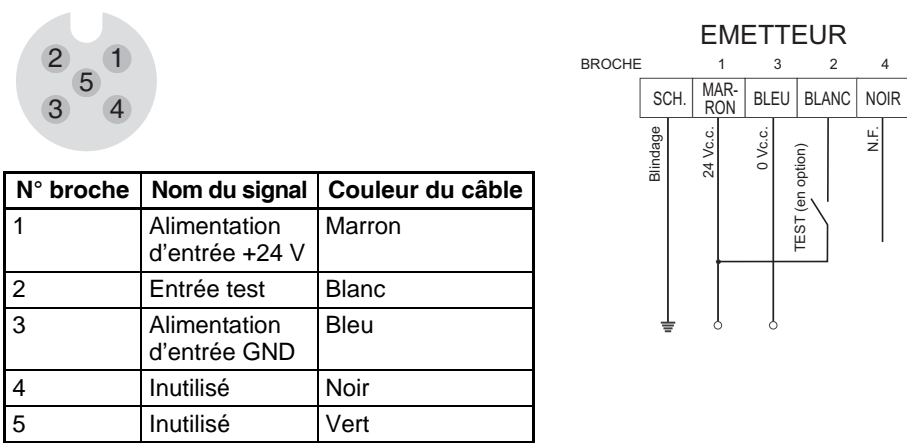 2 1
5
3 4
EMETTEUR
BROCHE 1 3 2 4
SCH. MAR-RON BLEU BLANC NOIR
Blindage
24 Vc.c.
0 Vc.c.
TEST (en option)
N.F.
N° broche Nom du signal Couleur du câble
1 Alimentation d'entrée +24 V Marron
2 Entrée test Blanc
3 Alimentation d'entrée GND Bleu
4 Inutilisé Noir
5 Inutilisé Vert